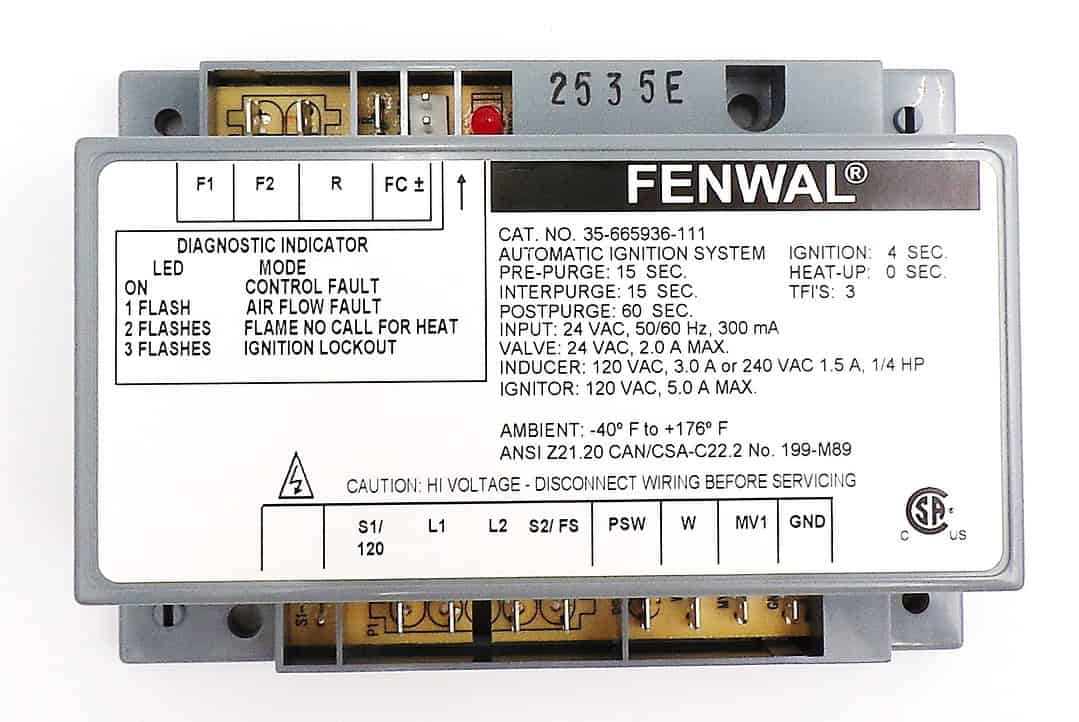 2535E
F1 F2 R FC ±
FENWAL®
DIAGNOSTIC INDICATOR
LED MODE
ON CONTROL FAULT
1 FLASH AIR FLOW FAULT
2 FLASHES FLAME NO CALL FOR HEAT
3 FLASHES IGNITION LOCKOUT
CAT. NO. 35-665936-111
AUTOMATIC IGNITION SYSTEM IGNITION: 4 SEC.
PRE-PURGE: 15 SEC. HEAT-UP: 0 SEC.
INTERPURGE: 15 SEC. TFI'S: 3
POSTPURGE: 60 SEC.
INPUT: 24 VAC, 50/60 Hz, 300 mA
VALVE: 24 VAC, 2.0 A MAX.
INDUCER: 120 VAC, 3.0 A or 240 VAC 1.5 A, 1/4 HP
IGNITOR: 120 VAC, 5.0 A MAX.
AMBIENT: -40º F to +176º F
ANSI Z21.20 CAN/CSA-C22.2 No. 199-M89
CAUTION: HI VOLTAGE - DISCONNECT WIRING BEFORE SERVICING
S1/ L1 L2 S2/ FS PSW W MV1 GND
120
C SA US
P1